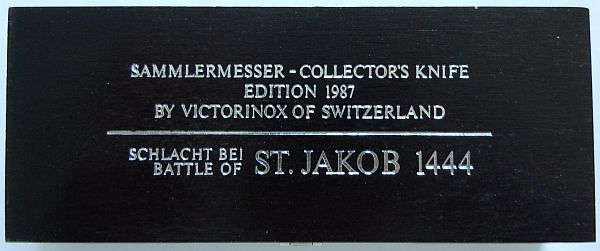 SAMMLERMESSER - COLLECTOR'S KNIFE
EDITION 1987
BY VICTORINOX OF SWITZERLAND
SCHLACHT BEI
BATTLE OF ST. JAKOB 1444